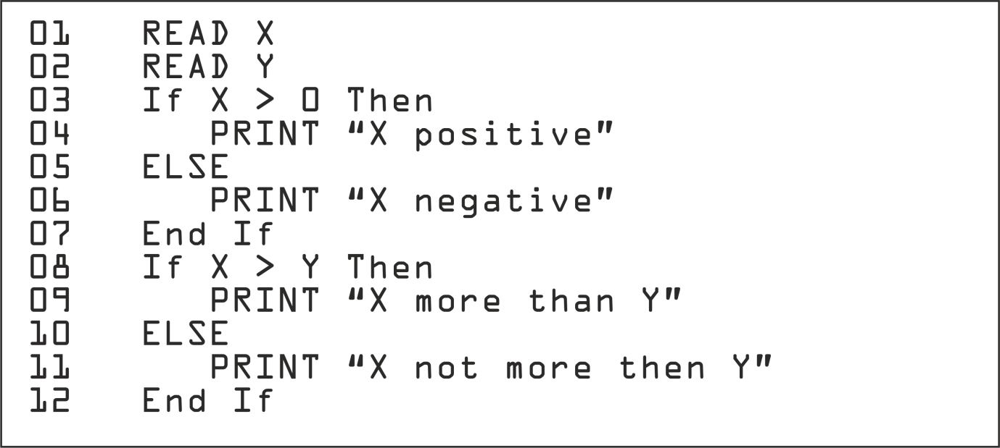 01 READ X
02 READ Y
03 If X > 0 Then
04 PRINT “X positive”
05 ELSE
06 PRINT “X negative”
07 End If
08 If X > Y Then
09 PRINT “X more than Y”
10 ELSE
11 PRINT “X not more then Y”
12 End If